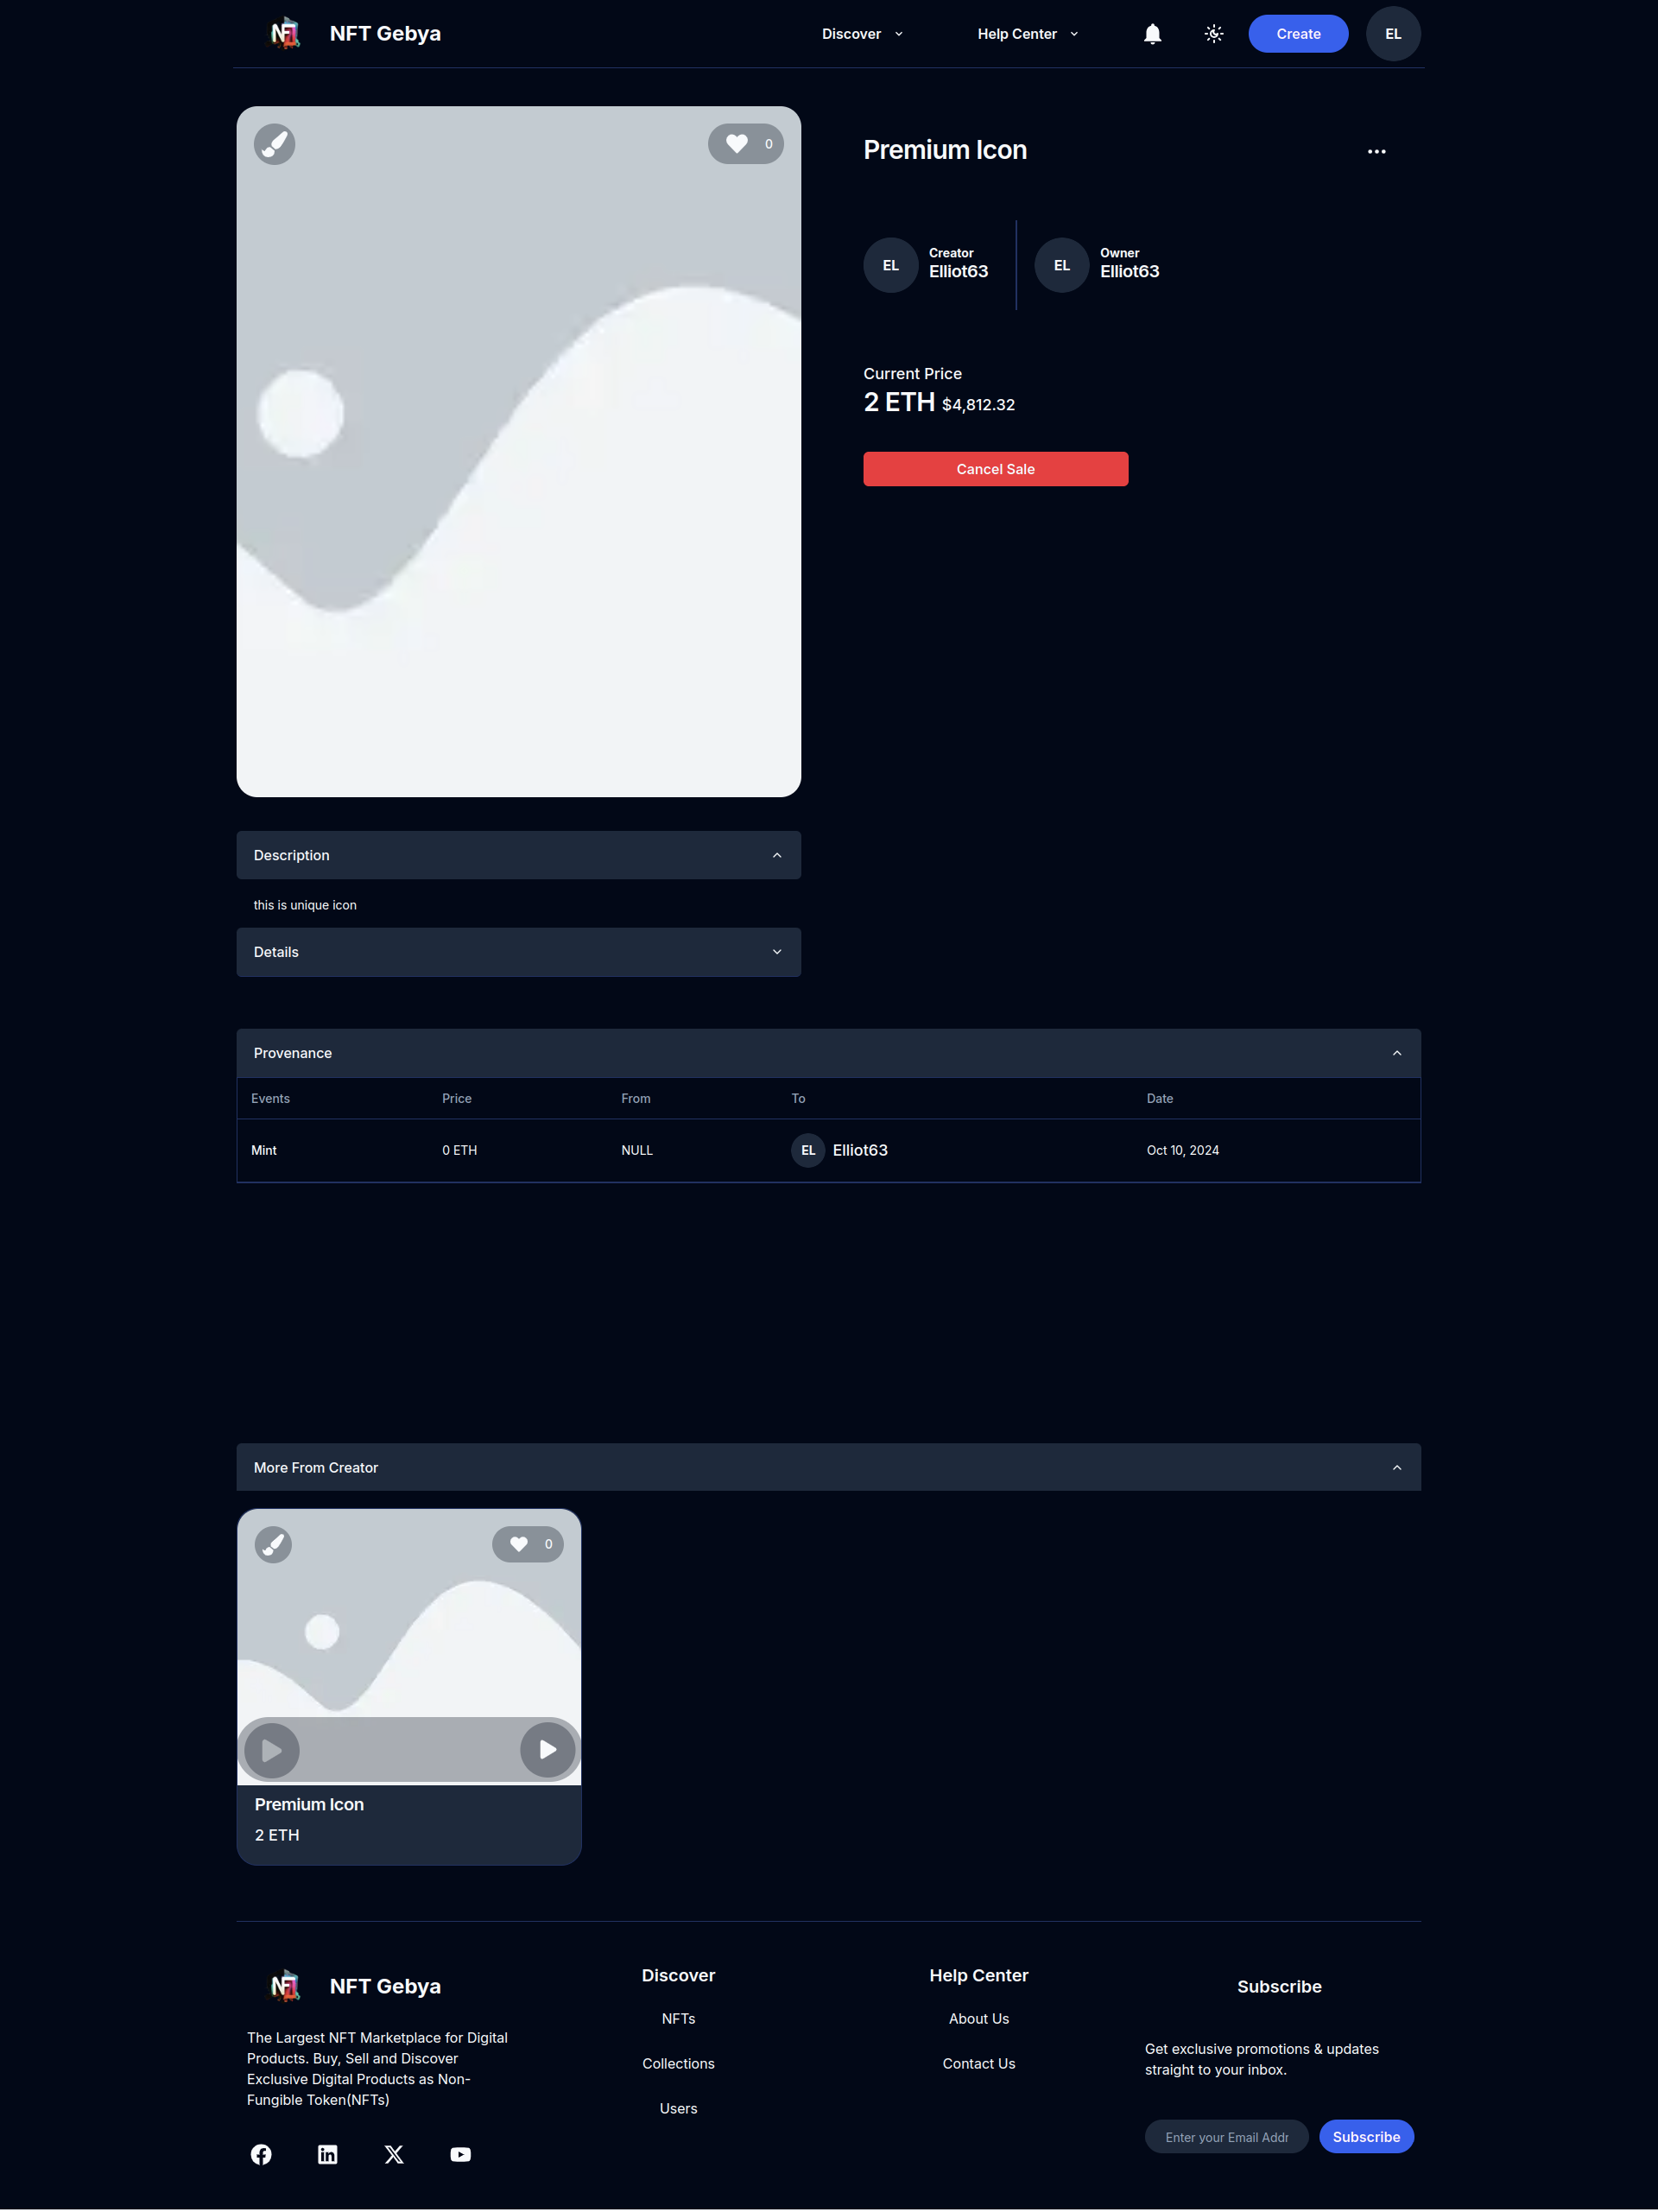 NFT
NFT Gebya
Discover
Help Center
Create
EL
0
Premium Icon
EL
Creator
Elliot63
EL
Owner
Elliot63
Current Price
2 ETH $4,812.32
Cancel Sale
Description
this is unique icon
Details
Provenance
Events Price From To Date
Mint 0 ETH NULL EL Elliot63 Oct 10, 2024
More From Creator
0
Premium Icon
2 ETH
NFT
NFT Gebya
The Largest NFT Marketplace for Digital
Products. Buy, Sell and Discover
Exclusive Digital Products as Non-
Fungible Token(NFTs)
Discover
NFTs
Collections
Users
Help Center
About Us
Contact Us
Subscribe
Get exclusive promotions & updates
straight to your inbox.
Enter your Email Addr
Subscribe